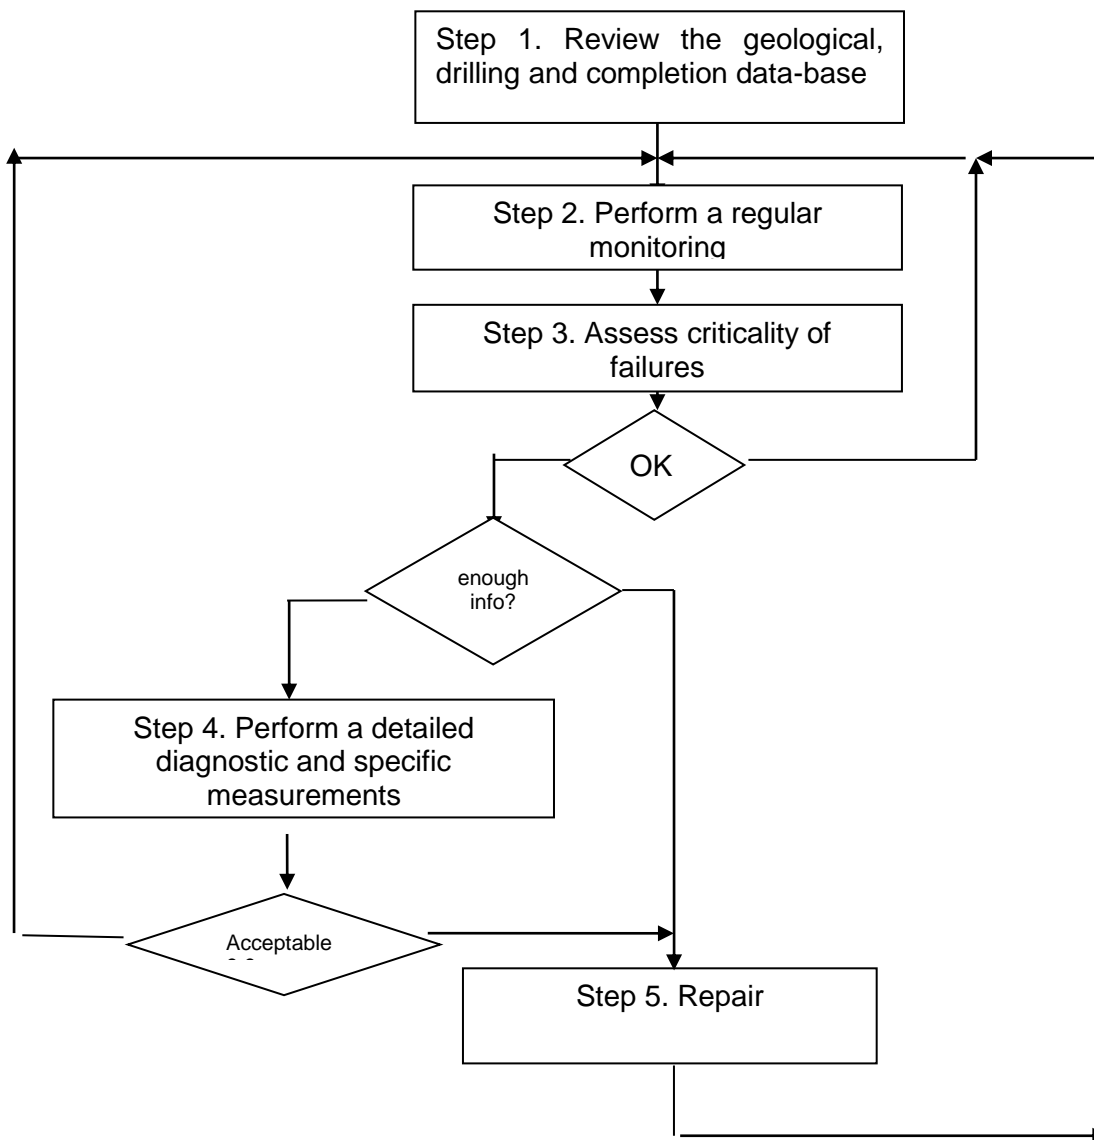 Step 1. Review the geological,
drilling and completion data-base
Step 2. Perform a regular
monitoring
Step 3. Assess criticality of
failures
OK
enough
info?
Step 4. Perform a detailed
diagnostic and specific
measurements
Acceptable
Step 5. Repair